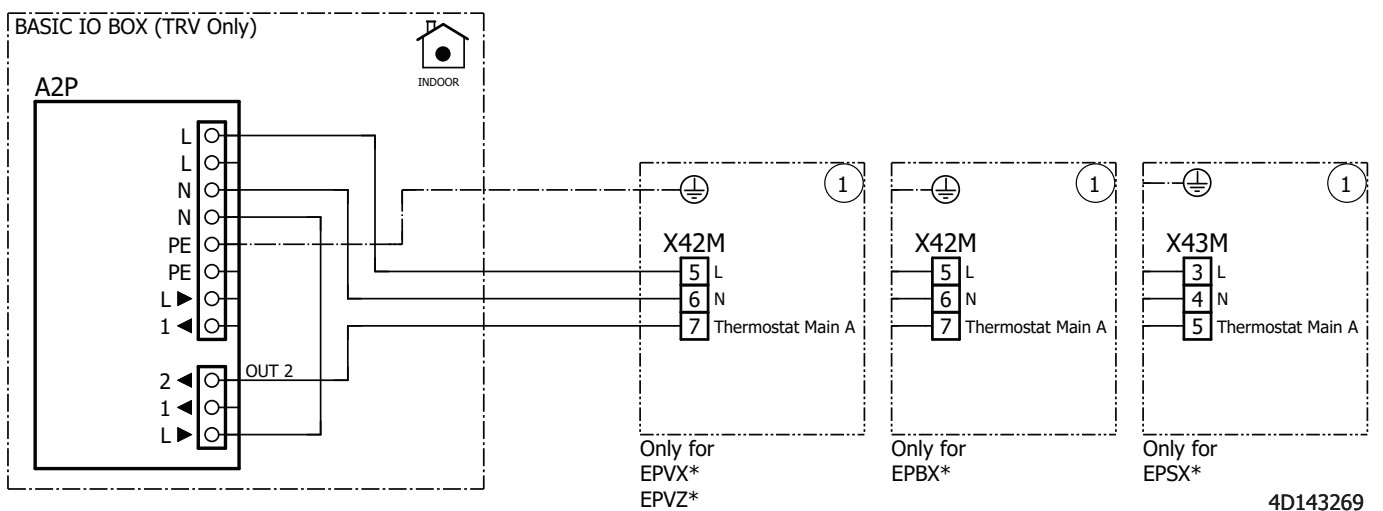 BASIC IO BOX (TRV Only)
INDOOR
A2P
L
L
N
N
PE
PE
L ▶
1 ◀
2 ◀ OUT 2
1 ◀
L ▶
1
X42M
5 L
6 N
7 Thermostat Main A
Only for
EPVX*
EPVZ*
1
X42M
5 L
6 N
7 Thermostat Main A
Only for
EPBX*
1
X43M
3 L
4 N
5 Thermostat Main A
Only for
EPSX*
4D143269